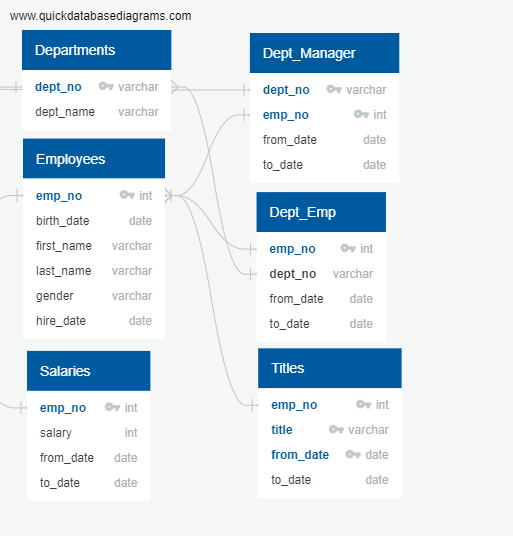 www.quickdatabasediagrams.com
Departments
dept_no varchar
dept_name varchar
Employees
emp_no int
birth_date date
first_name varchar
last_name varchar
gender varchar
hire_date date
Salaries
emp_no int
salary int
from_date date
to_date date
Dept_Manager
dept_no varchar
emp_no int
from_date date
to_date date
Dept_Emp
emp_no int
dept_no varchar
from_date date
to_date date
Titles
emp_no int
title varchar
from_date date
to_date date